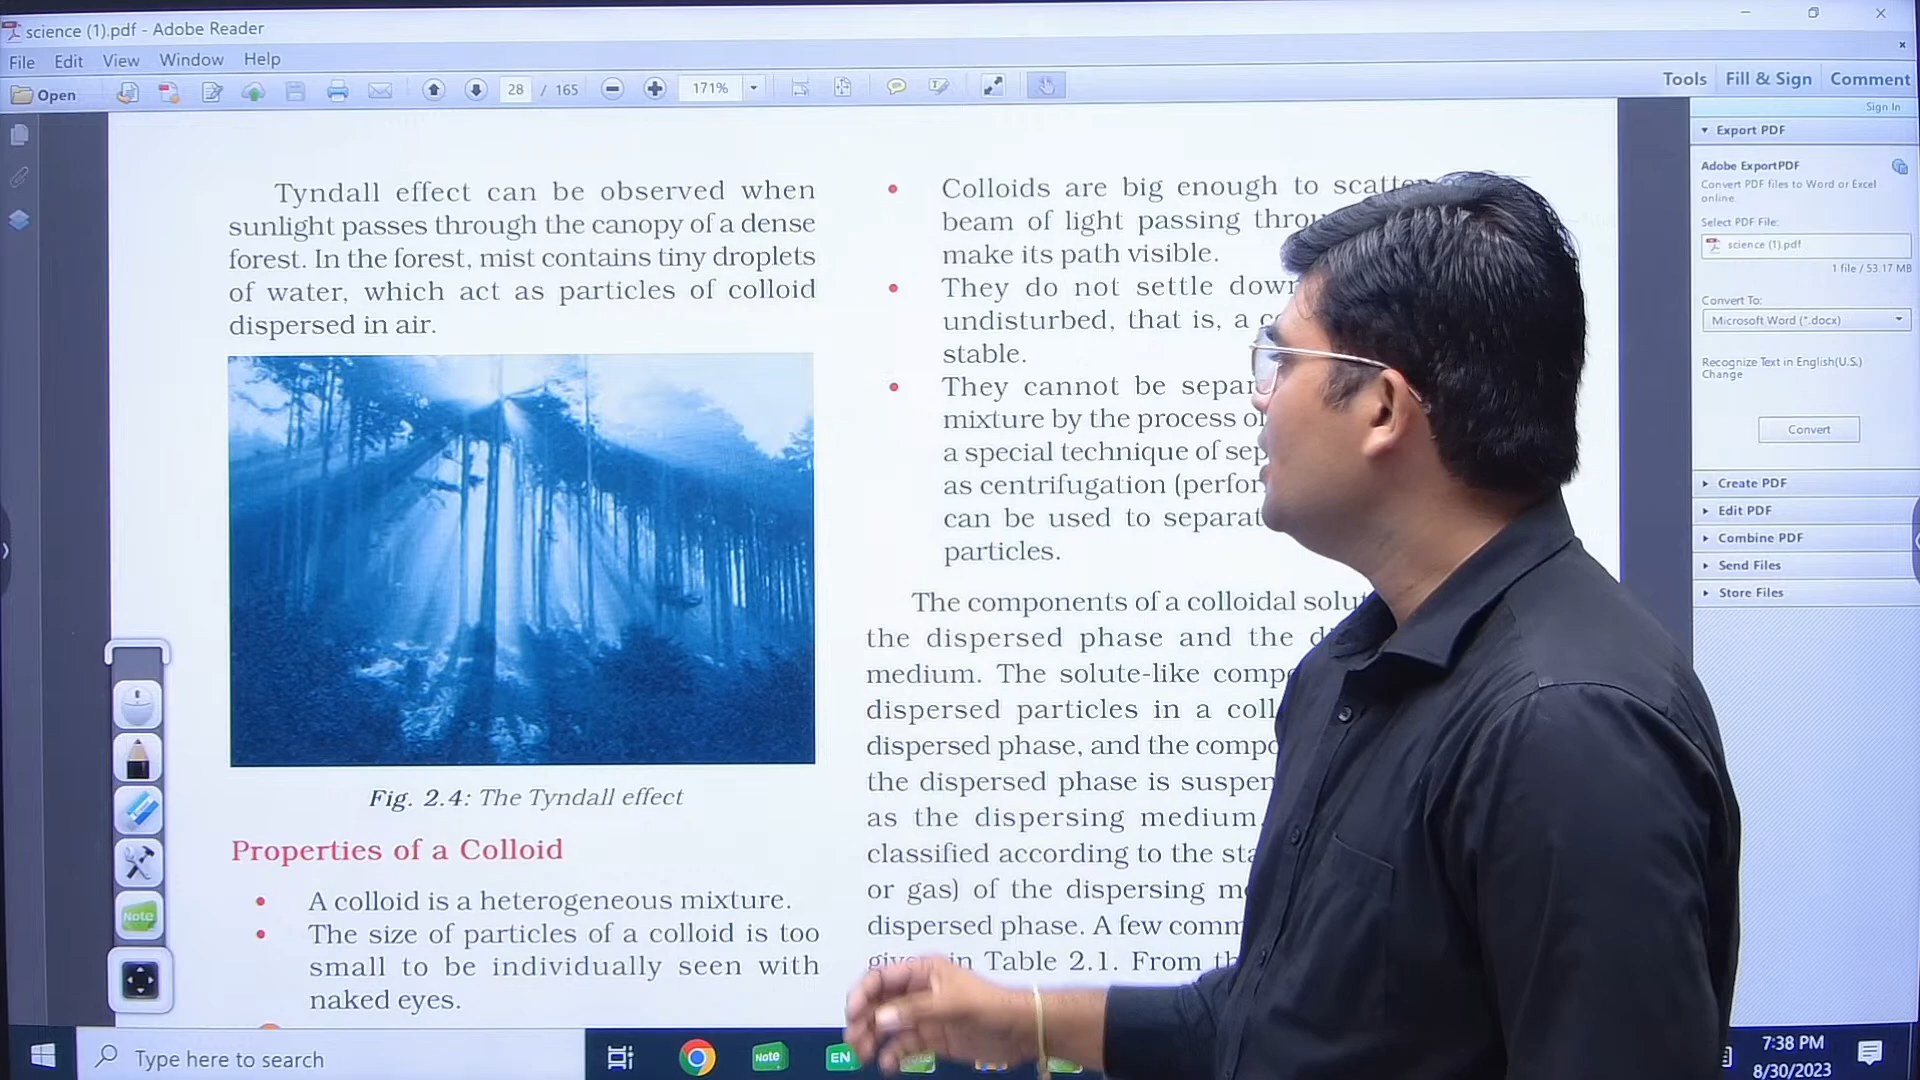 science (1).pdf - Adobe Reader
File Edit View Window Help
Open 28 / 165 171% Tools Fill & Sign Comment
Sign In
Tyndall effect can be observed when
sunlight passes through the canopy of a dense
forest. In the forest, mist contains tiny droplets
of water, which act as particles of colloid
dispersed in air.
Fig. 2.4: The Tyndall effect
Properties of a Colloid
• A colloid is a heterogeneous mixture.
• The size of particles of a colloid is too
small to be individually seen with
naked eyes.
• Colloids are big enough to
beam of light passing
make its path visible.
• They do not settle
undisturbed, that is, a
stable.
• They cannot be
mixture by the process
a special technique of
as centrifugation
can be used to
particles.
The components of a colloidal
the dispersed phase and the
medium. The solute-like
dispersed particles in a
dispersed phase, and the
the dispersed phase is
as the dispersing medium.
classified according to the
or gas) of the dispersing
dispersed phase. A few
in Table 2.1. From
Export PDF
Adobe ExportPDF
Convert PDF files to Word or Excel
online.
Select PDF File:
science (1).pdf
1 file / 53.17 MB
Convert To:
Microsoft Word (*.docx)
Recognize Text in English(U.S.)
Change
Convert
Create PDF
Edit PDF
Combine PDF
Send Files
Store Files
Note
Type here to search
Note
EN
7:38 PM
8/30/2023